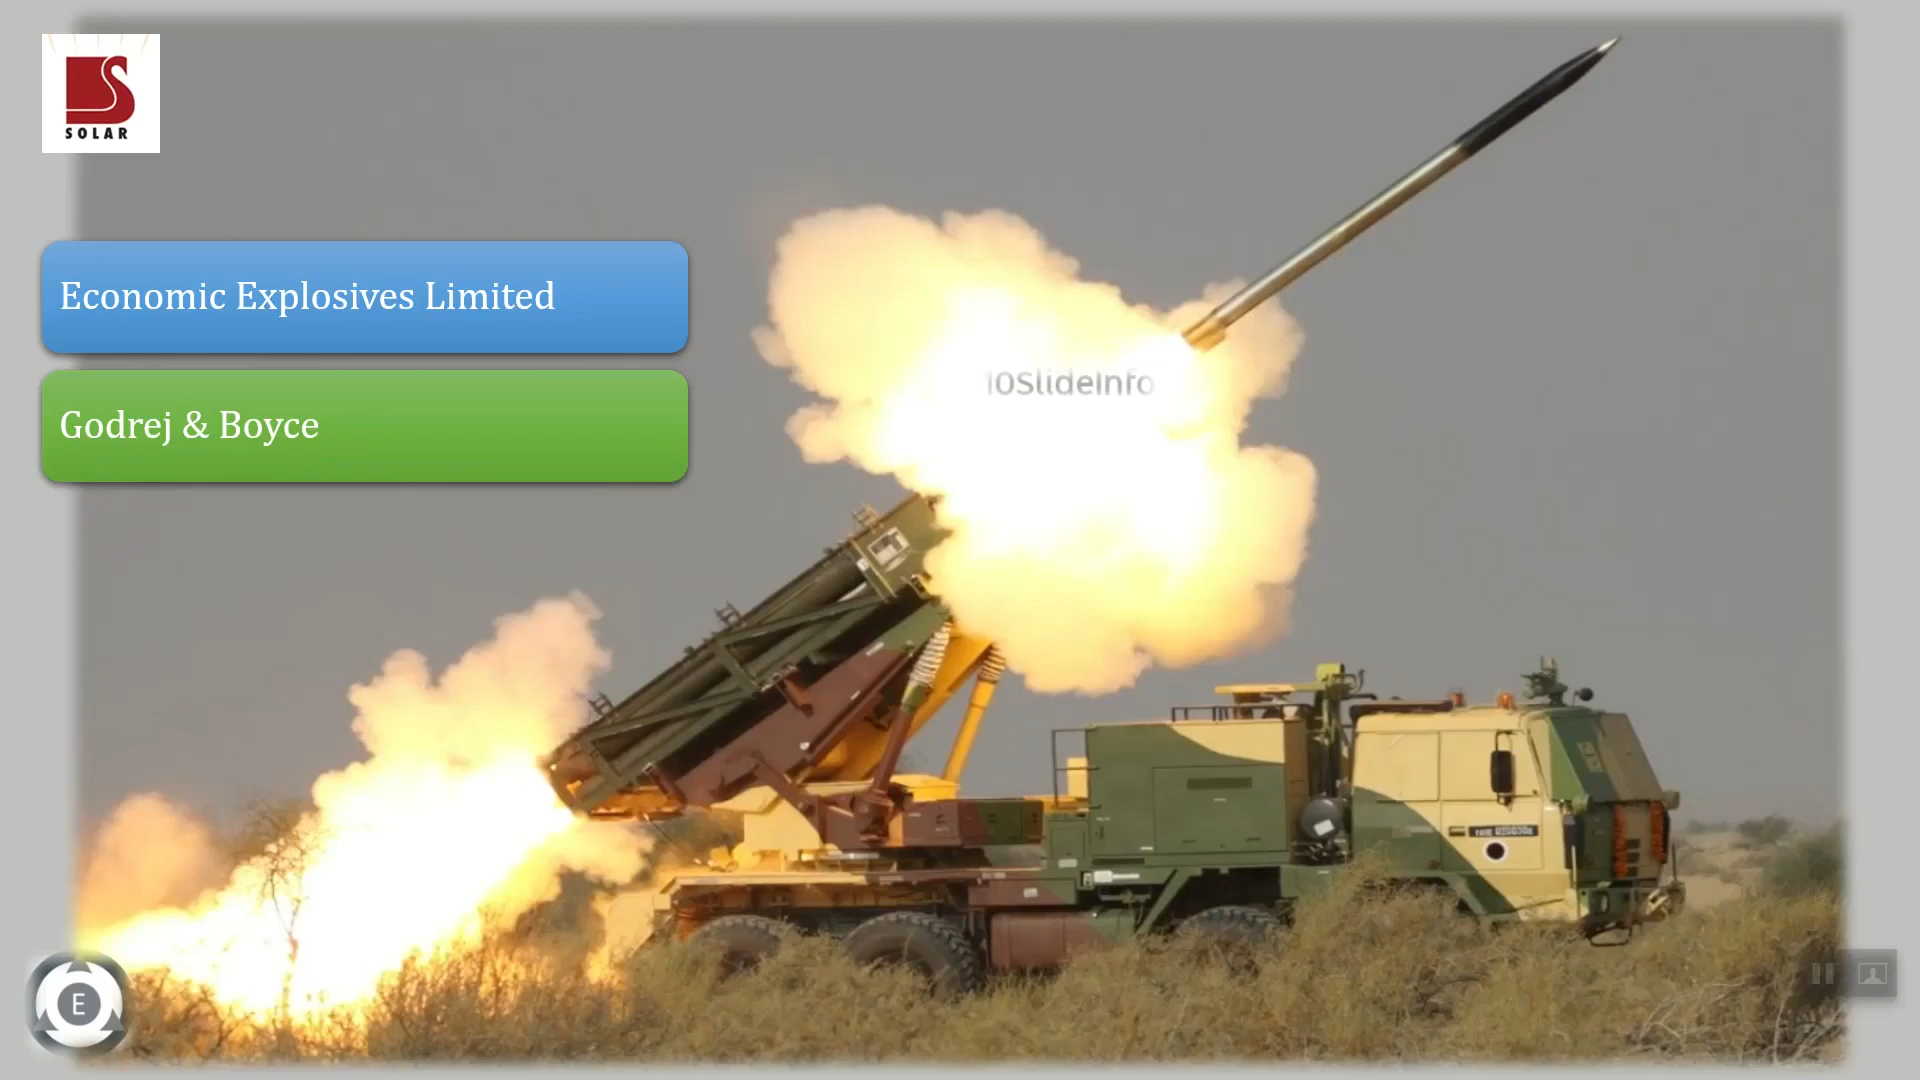 SOLAR
Economic Explosives Limited
Godrej & Boyce
10SlideInfo
E